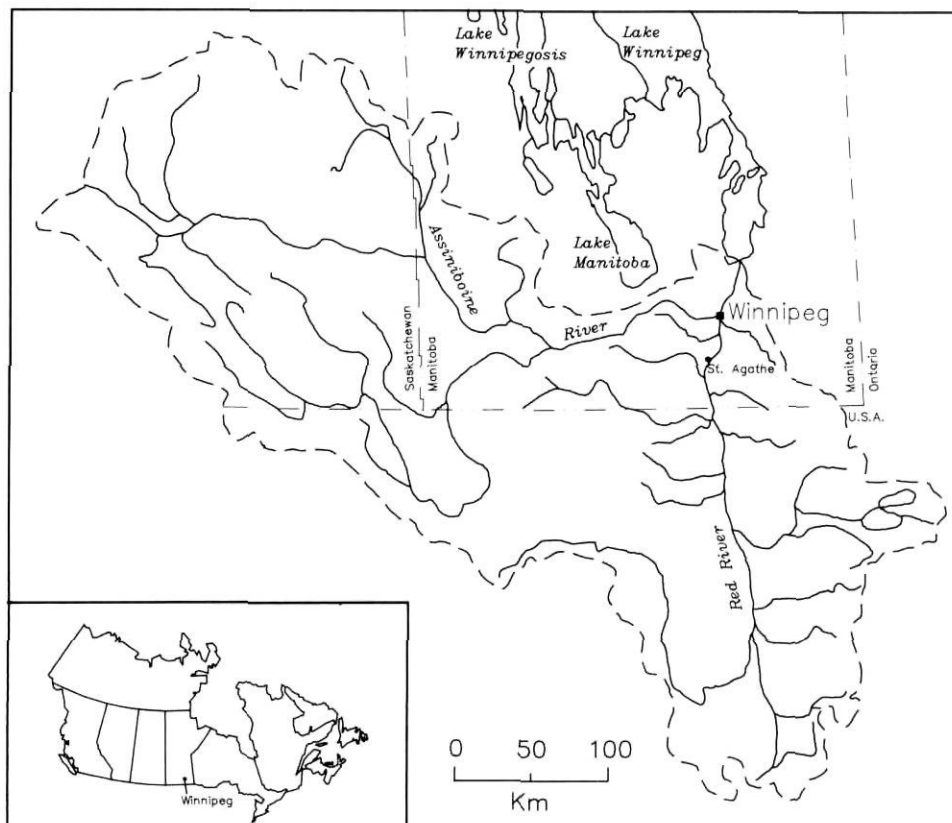 Lake
Winnipegosis
Lake
Winnipeg
Assiniboine
Lake
Manitoba
River
Winnipeg
Saskatchewan
Manitoba
St. Agathe
Manitoba
Ontario
U.S.A.
Red River
0 50 100
Km
Winnipeg